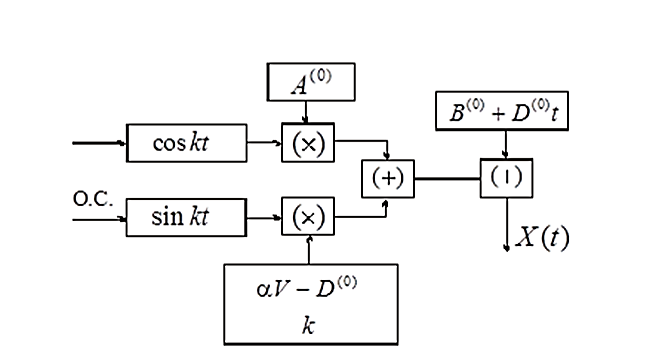 A^(0)
B^(0) + D^(0)t
cos kt
(×)
(+)
(ı)
O.C.
sin kt
(×)
X(t)
αV − D^(0)
k